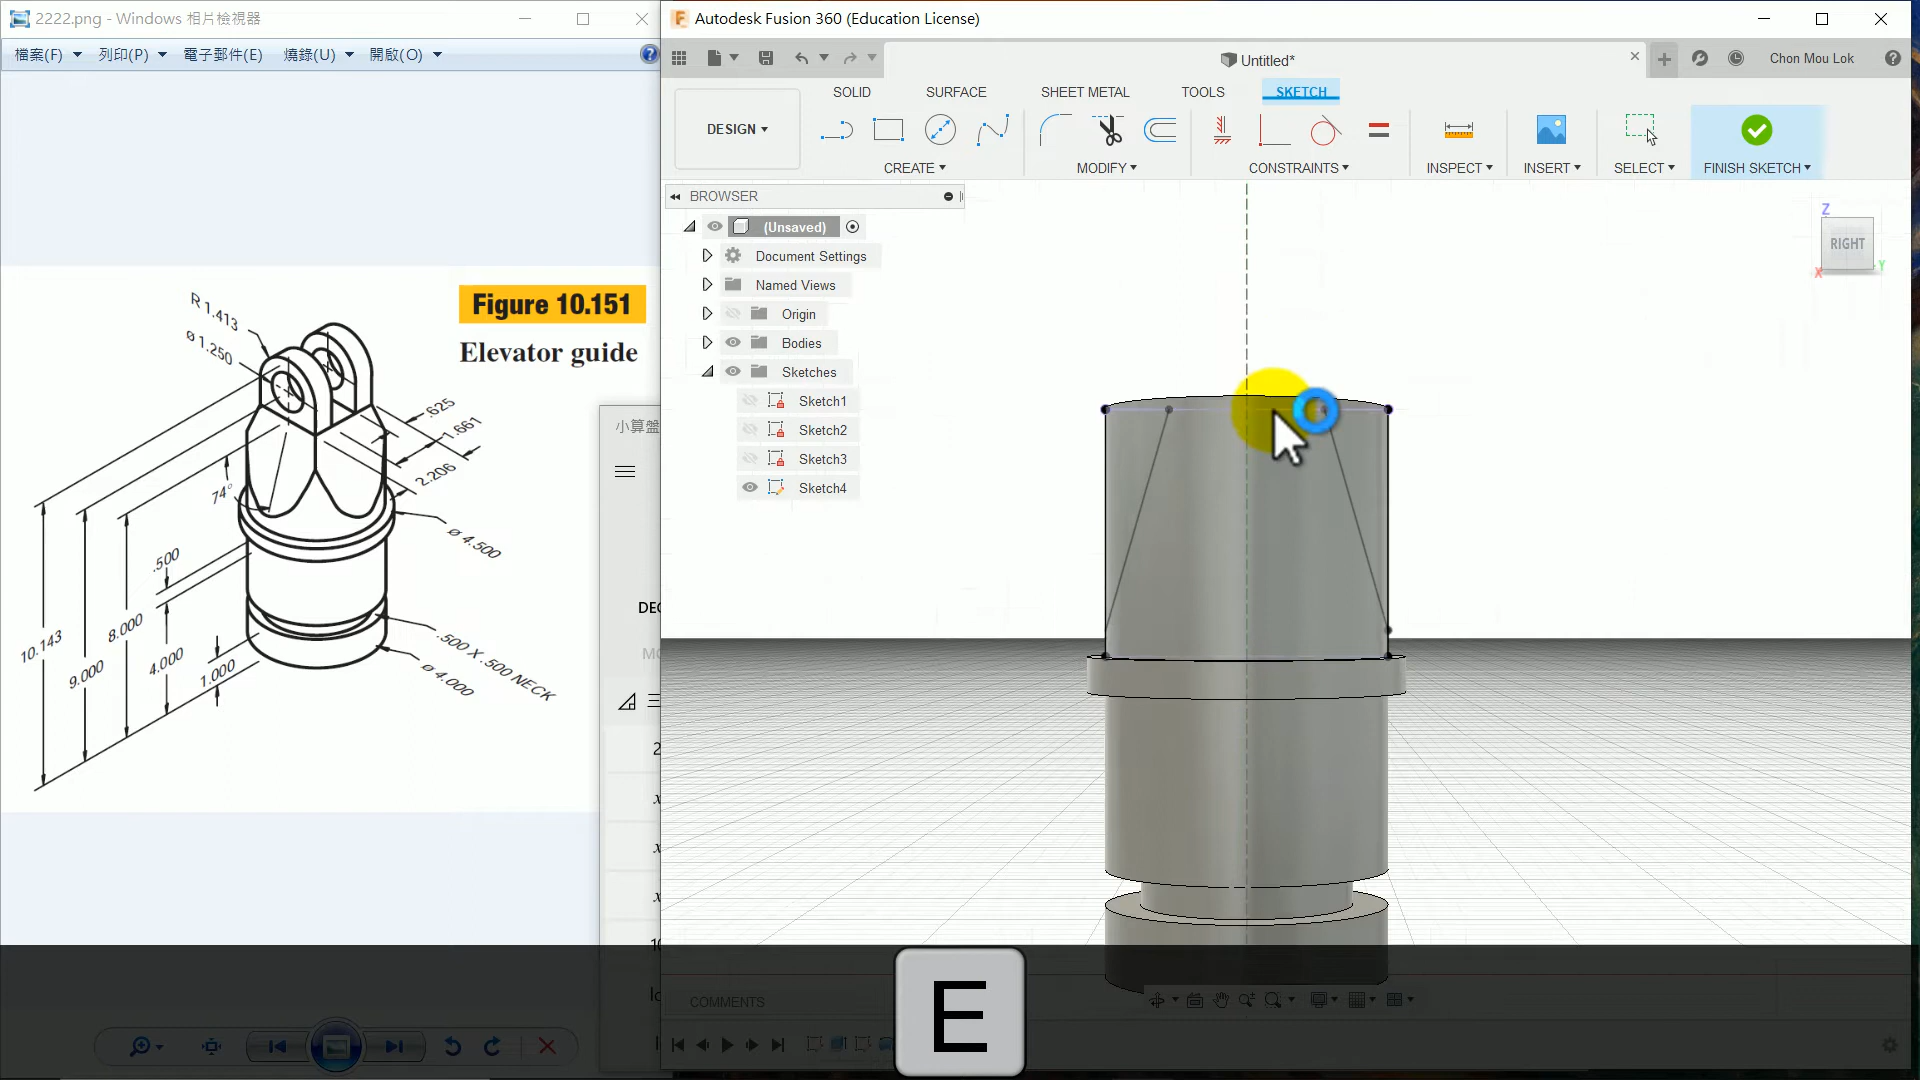 2222.png - Windows 相片檢視器
檔案(F)
列印(P)
電子郵件(E)
燒錄(U)
開啟(O)
Autodesk Fusion 360 (Education License)
Untitled*
Chon Mou Lok
SOLID
SURFACE
SHEET METAL
TOOLS
SKETCH
DESIGN
CREATE
MODIFY
CONSTRAINTS
INSPECT
INSERT
SELECT
FINISH SKETCH
BROWSER
(Unsaved)
Document Settings
Named Views
Origin
Bodies
Sketches
Sketch1
Sketch2
Sketch3
Sketch4
Z
RIGHT
X
Y
Figure 10.151
Elevator guide
R 1.413
ø 1.250
.625
1.661
2.206
74°
ø 4.500
.500
10.143
9.000
8.000
4.000
1.000
.500 X .500 NECK
ø 4.000
小算盤
DEC
COMMENTS
E